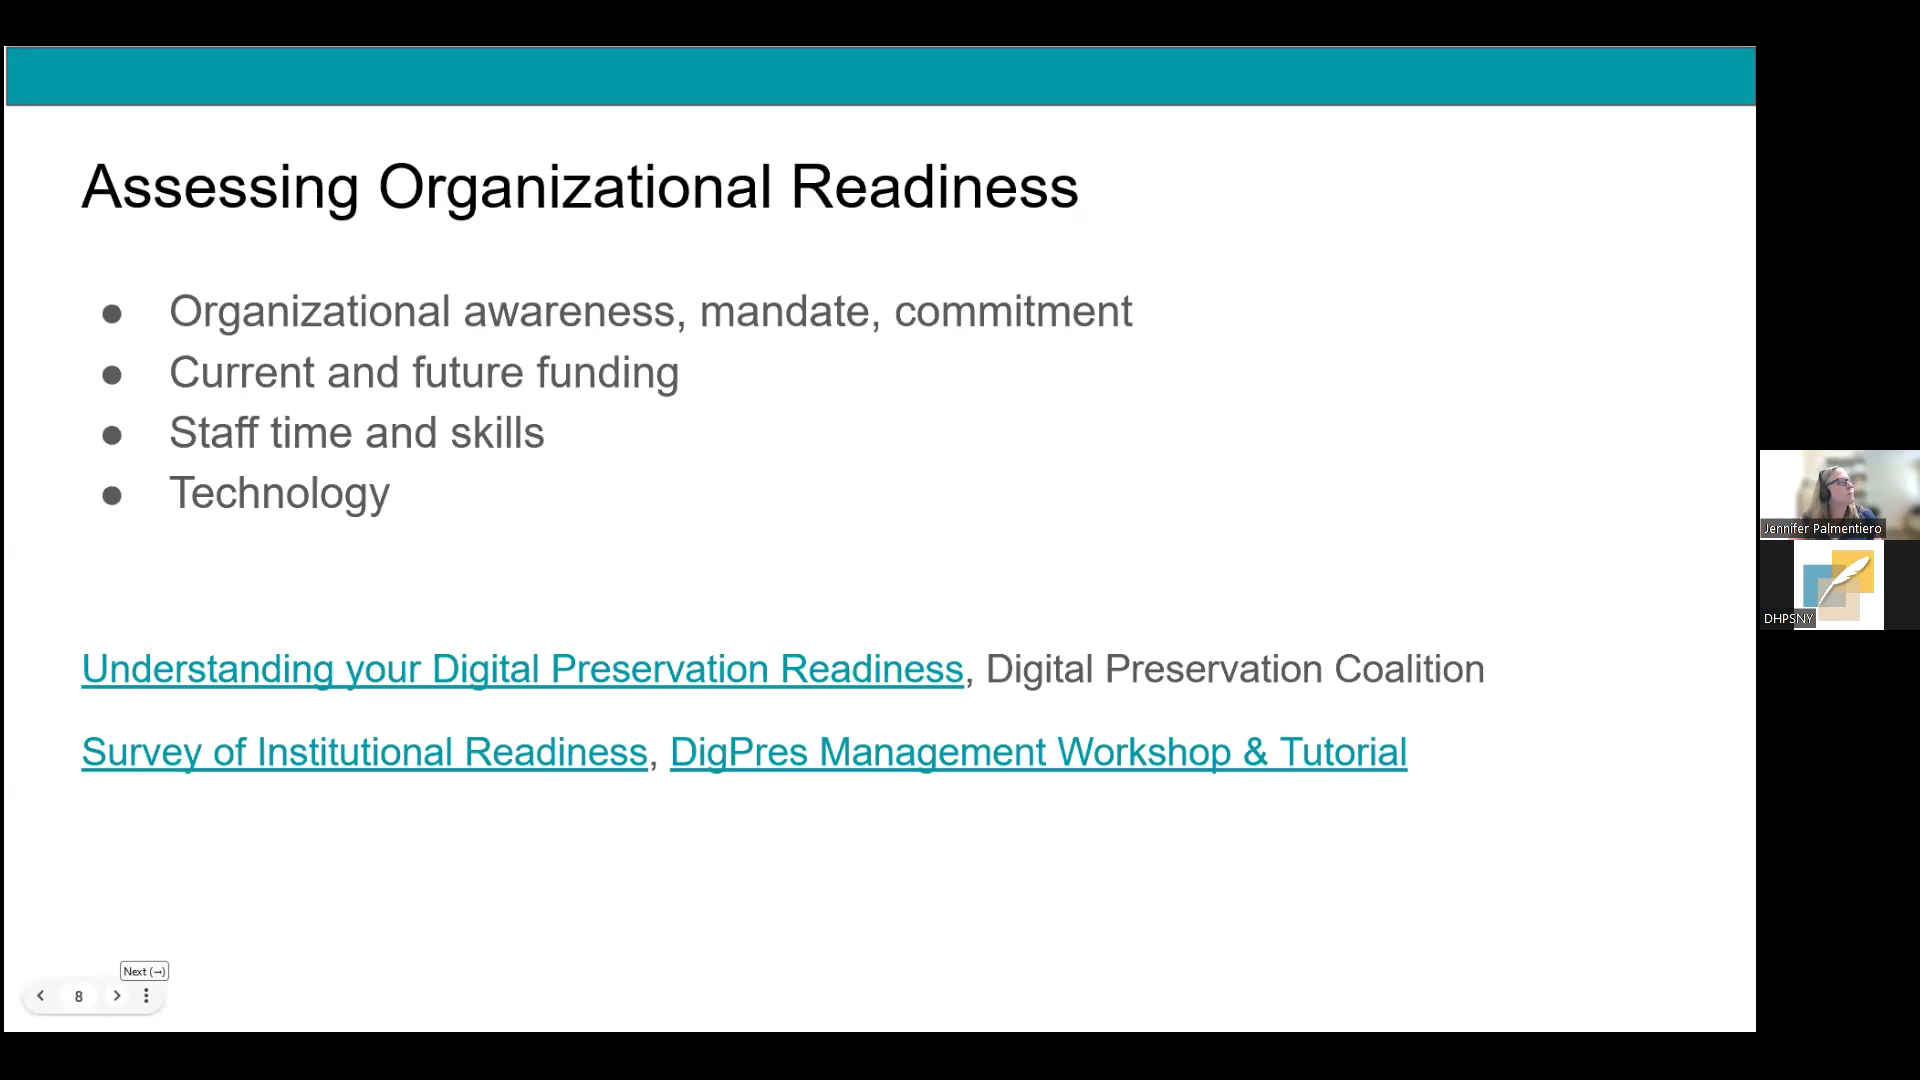 Assessing Organizational Readiness
● Organizational awareness, mandate, commitment
● Current and future funding
● Staff time and skills
● Technology
Understanding your Digital Preservation Readiness, Digital Preservation Coalition
Survey of Institutional Readiness, DigPres Management Workshop & Tutorial
Jennifer Palmentiero
DHPSNY
Next (→)
8